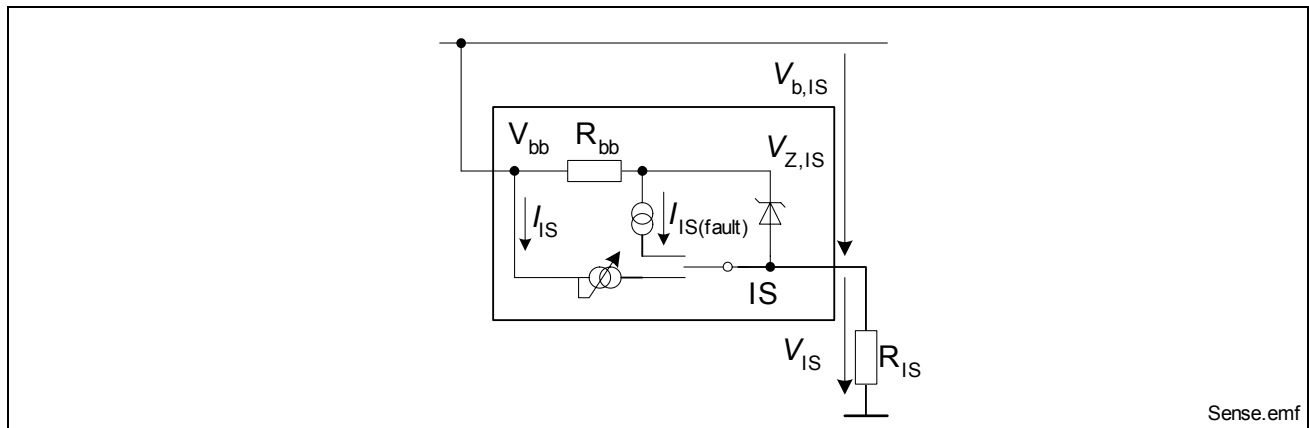 V_b,IS
V_bb R_bb V_Z,IS
I_IS I_IS(fault)
IS
V_IS R_IS
Sense.emf